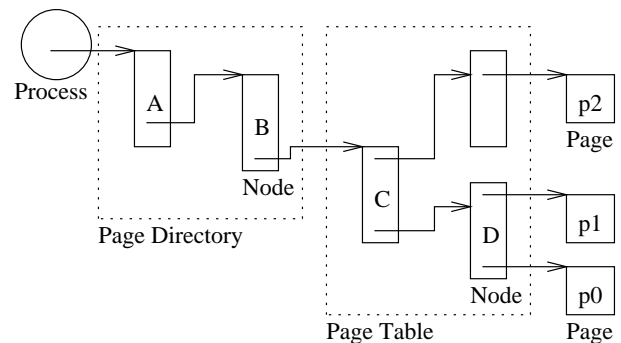 Process
A
B
Node
Page Directory
C
D
Node
Page Table
p2
Page
p1
p0
Page